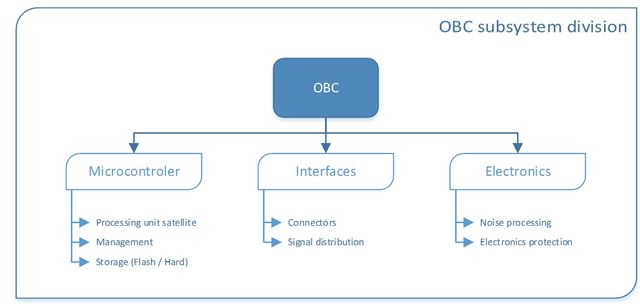 OBC subsystem division
OBC
Microcontroler
Interfaces
Electronics
Processing unit satellite
Management
Storage (Flash / Hard)
Connectors
Signal distribution
Noise processing
Electronics protection